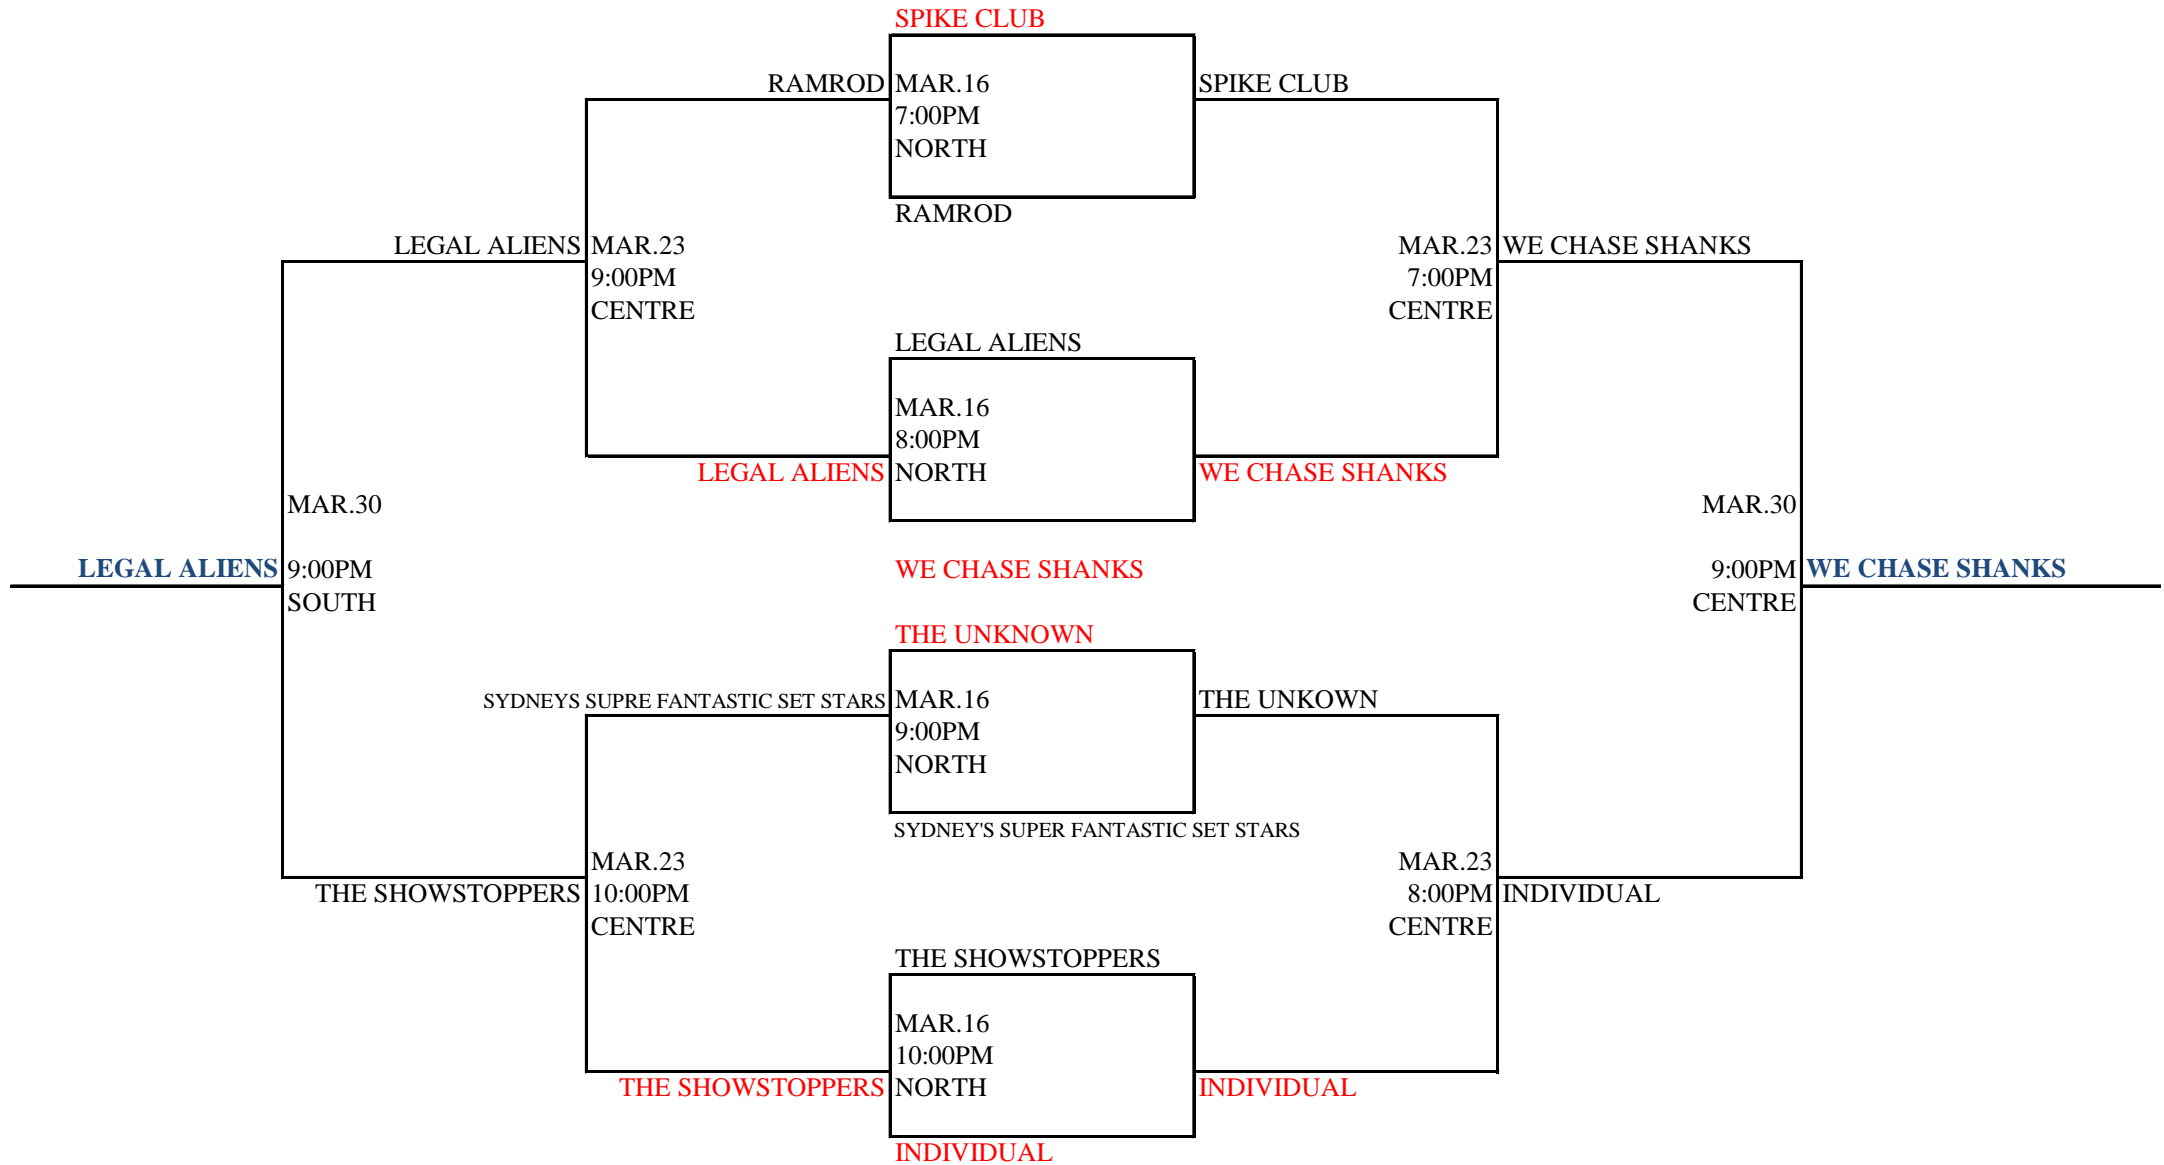 SPIKE CLUB
RAMROD
MAR.16
SPIKE CLUB
7:00PM
NORTH
RAMROD
LEGAL ALIENS
MAR.23
MAR.23
WE CHASE SHANKS
9:00PM
7:00PM
CENTRE
CENTRE
LEGAL ALIENS
MAR.16
8:00PM
LEGAL ALIENS
NORTH
WE CHASE SHANKS
MAR.30
MAR.30
LEGAL ALIENS
9:00PM
WE CHASE SHANKS
9:00PM
WE CHASE SHANKS
SOUTH
CENTRE
THE UNKNOWN
SYDNEYS SUPRE FANTASTIC SET STARS
MAR.16
THE UNKOWN
9:00PM
NORTH
SYDNEY'S SUPER FANTASTIC SET STARS
MAR.23
MAR.23
THE SHOWSTOPPERS
10:00PM
8:00PM
INDIVIDUAL
CENTRE
CENTRE
THE SHOWSTOPPERS
MAR.16
10:00PM
THE SHOWSTOPPERS
NORTH
INDIVIDUAL
INDIVIDUAL